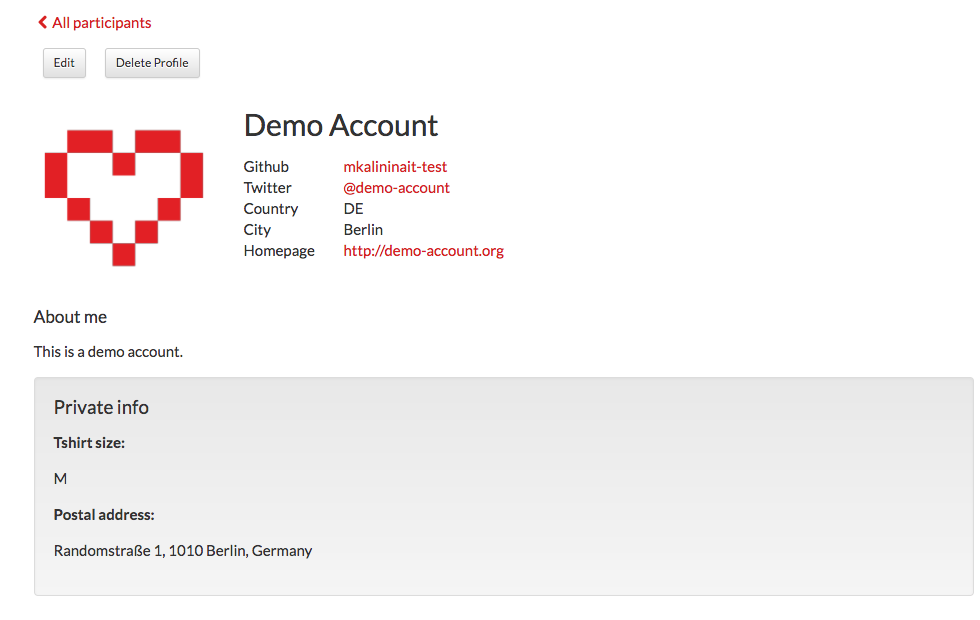 All participants
Edit Delete Profile
Demo Account
Github mkalininait-test
Twitter @demo-account
Country DE
City Berlin
Homepage http://demo-account.org
About me
This is a demo account.
Private info
Tshirt size:
M
Postal address:
Randomstraße 1, 1010 Berlin, Germany